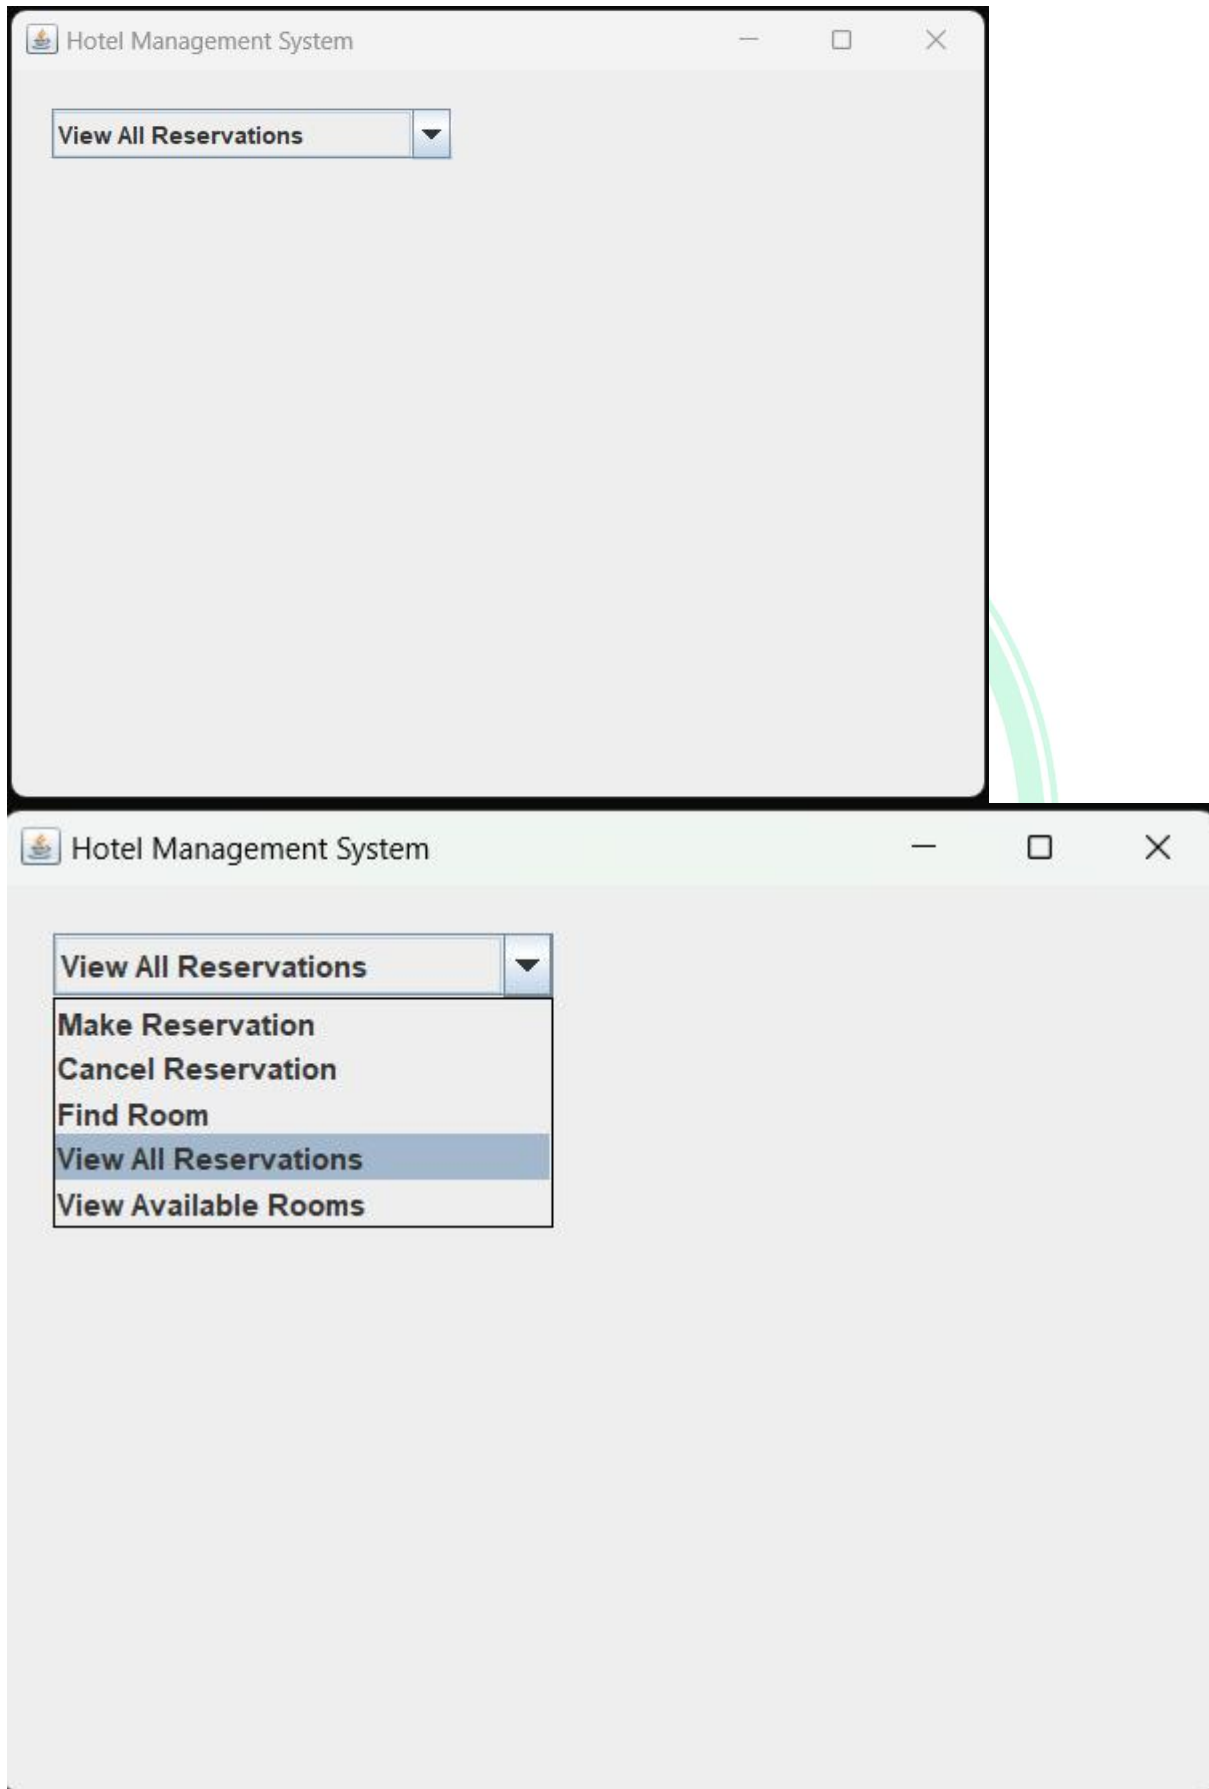 Hotel Management System
View All Reservations
Hotel Management System
View All Reservations
Make Reservation
Cancel Reservation
Find Room
View All Reservations
View Available Rooms